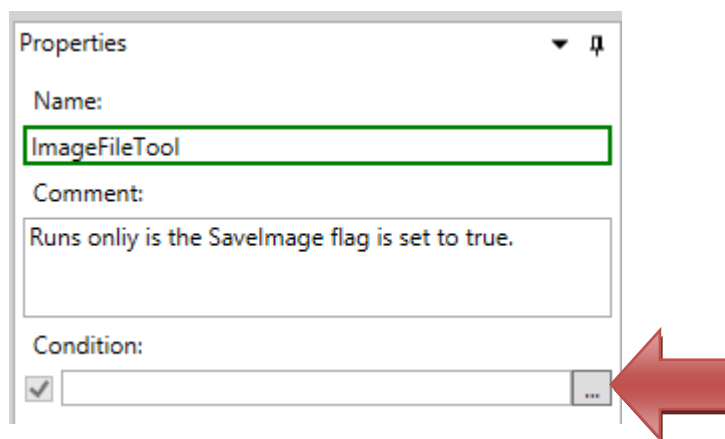 Properties
Name:
ImageFileTool
Comment:
Runs onliy is the SaveImage flag is set to true.
Condition:
...